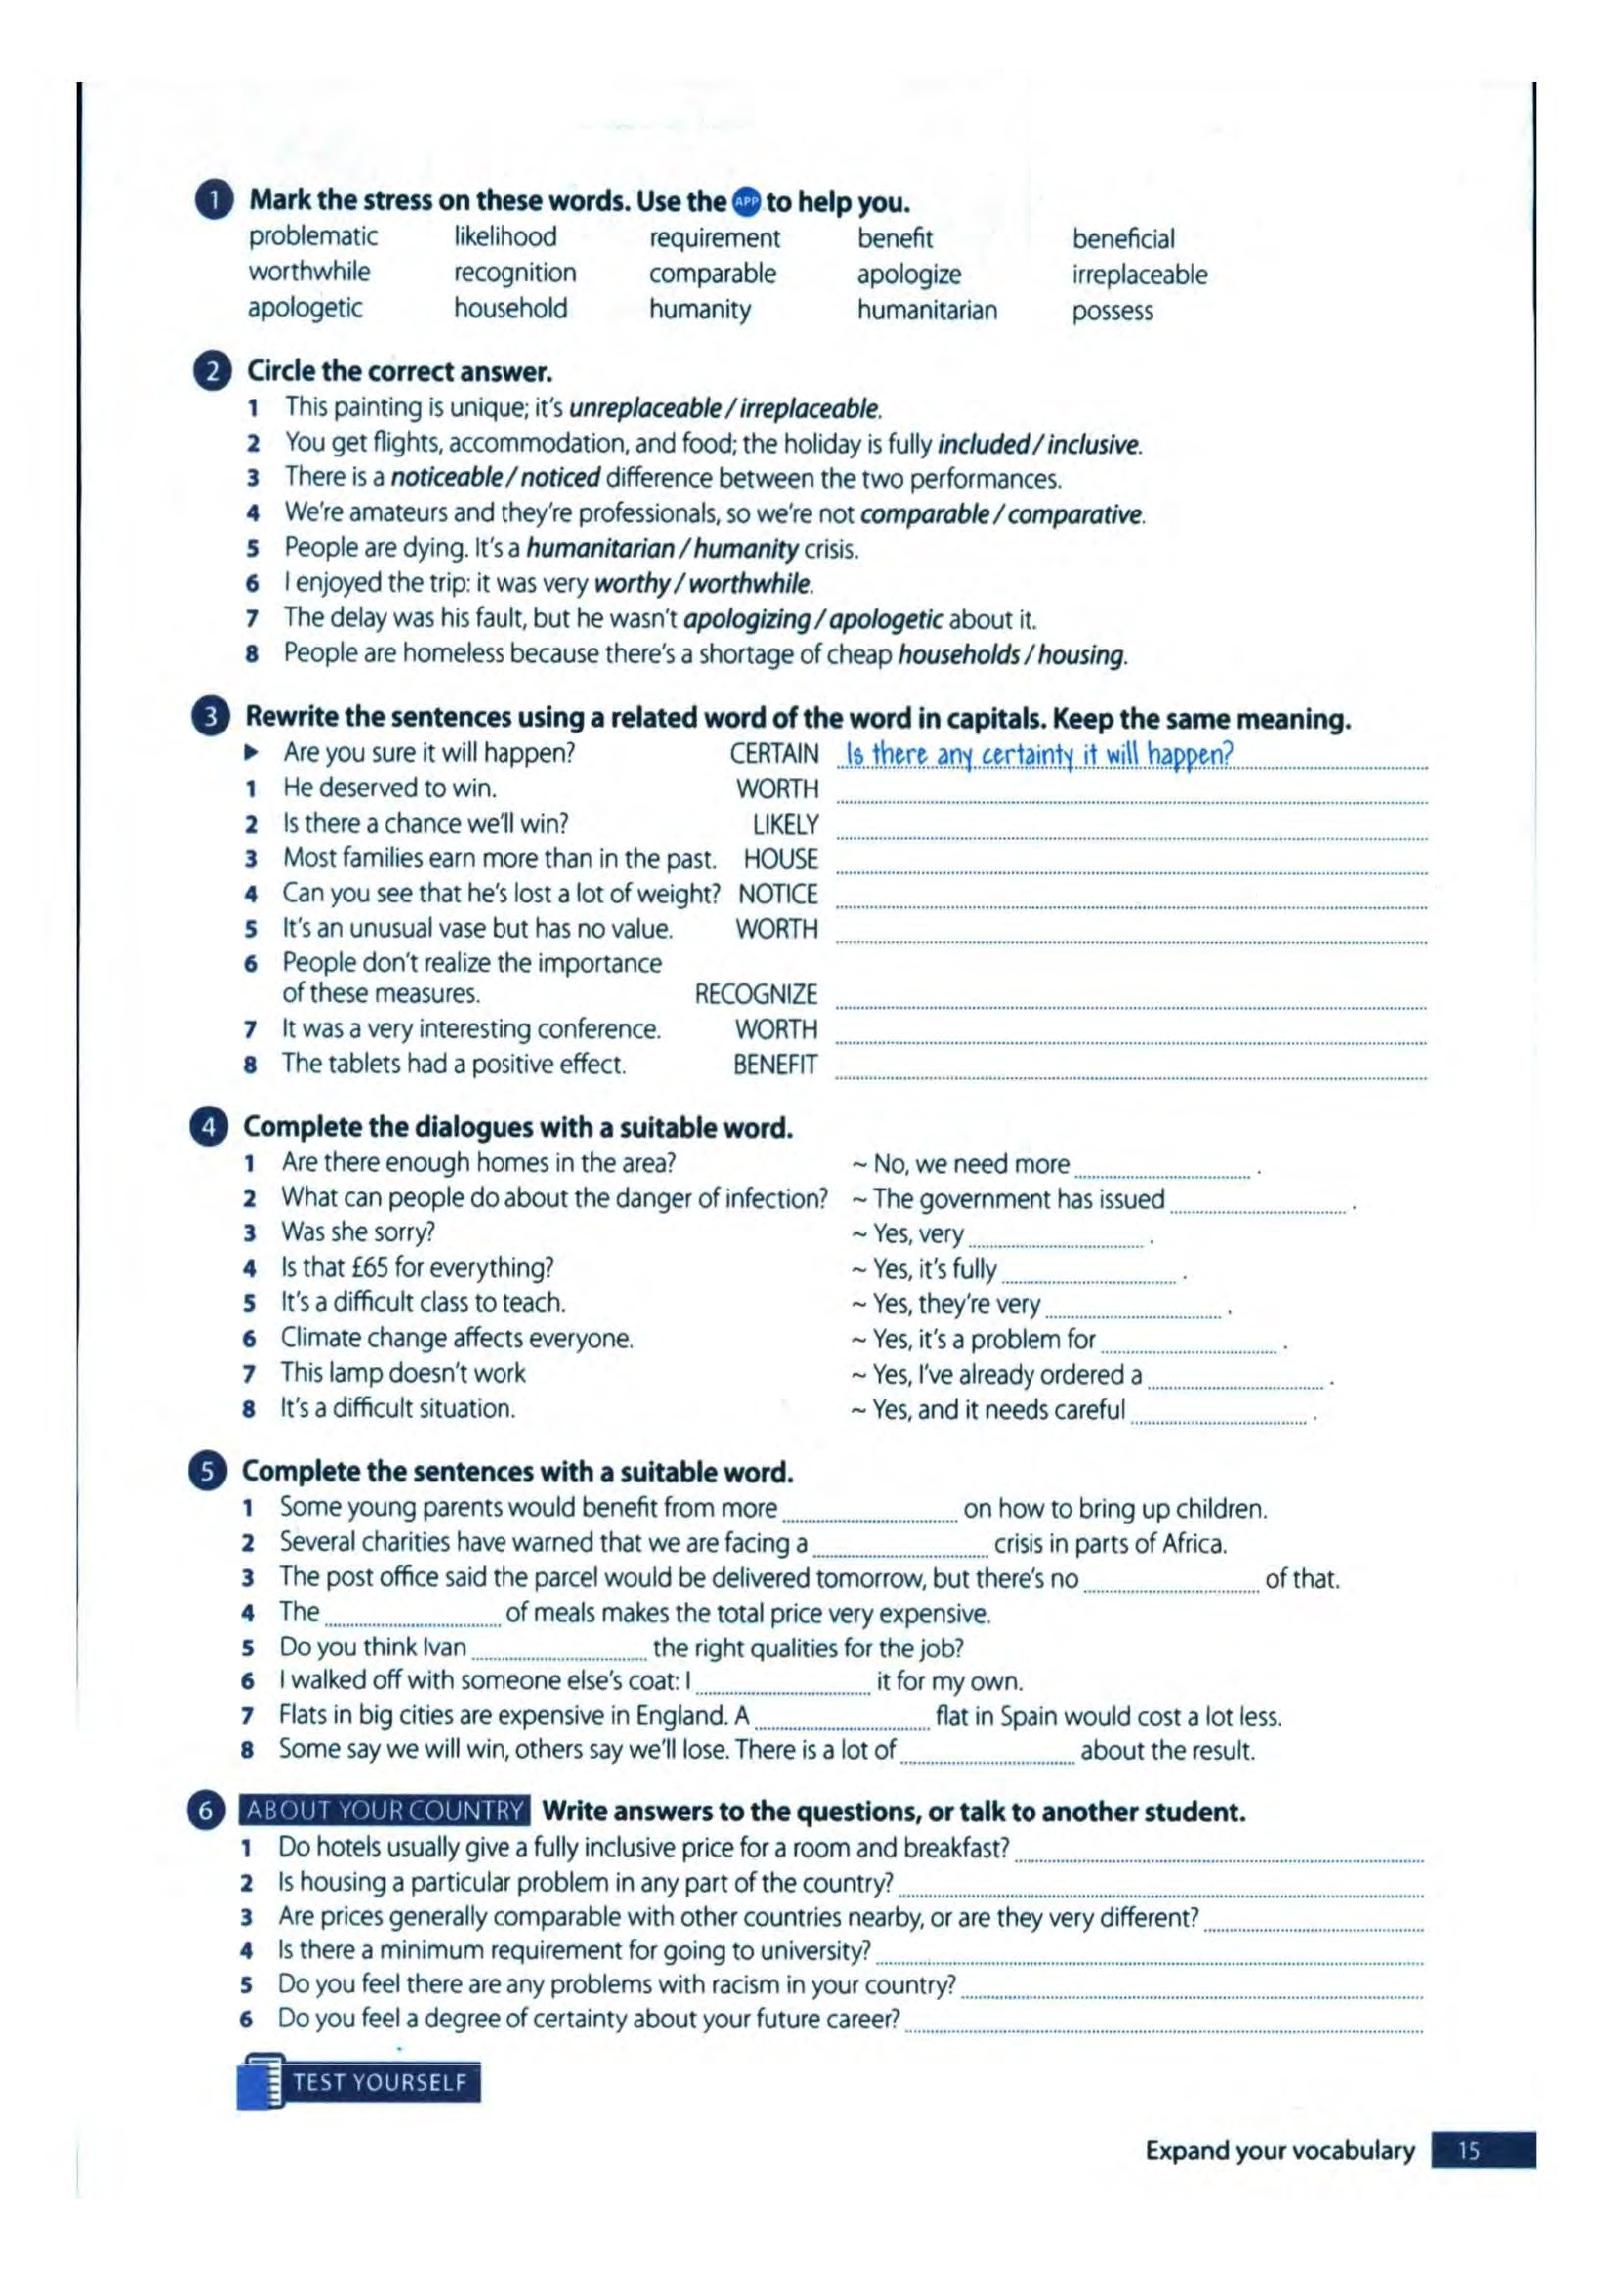 1 Mark the stress on these words. Use the APP to help you.
problematic likelihood requirement benefit beneficial
worthwhile recognition comparable apologize irreplaceable
apologetic household humanity humanitarian possess
2 Circle the correct answer.
1 This painting is unique; it's unreplaceable / irreplaceable.
2 You get flights, accommodation, and food; the holiday is fully included / inclusive.
3 There is a noticeable / noticed difference between the two performances.
4 We're amateurs and they're professionals, so we're not comparable / comparative.
5 People are dying. It's a humanitarian / humanity crisis.
6 I enjoyed the trip: it was very worthy / worthwhile.
7 The delay was his fault, but he wasn't apologizing / apologetic about it.
8 People are homeless because there's a shortage of cheap households / housing.
3 Rewrite the sentences using a related word of the word in capitals. Keep the same meaning.
▶ Are you sure it will happen? CERTAIN Is there any certainty it will happen?
1 He deserved to win. WORTH
2 Is there a chance we'll win? LIKELY
3 Most families earn more than in the past. HOUSE
4 Can you see that he's lost a lot of weight? NOTICE
5 It's an unusual vase but has no value. WORTH
6 People don't realize the importance
of these measures. RECOGNIZE
7 It was a very interesting conference. WORTH
8 The tablets had a positive effect. BENEFIT
4 Complete the dialogues with a suitable word.
1 Are there enough homes in the area? ~ No, we need more .
2 What can people do about the danger of infection? ~ The government has issued .
3 Was she sorry? ~ Yes, very .
4 Is that £65 for everything? ~ Yes, it's fully .
5 It's a difficult class to teach. ~ Yes, they're very .
6 Climate change affects everyone. ~ Yes, it's a problem for .
7 This lamp doesn't work ~ Yes, I've already ordered a .
8 It's a difficult situation. ~ Yes, and it needs careful .
5 Complete the sentences with a suitable word.
1 Some young parents would benefit from more on how to bring up children.
2 Several charities have warned that we are facing a crisis in parts of Africa.
3 The post office said the parcel would be delivered tomorrow, but there's no of that.
4 The of meals makes the total price very expensive.
5 Do you think Ivan the right qualities for the job?
6 I walked off with someone else's coat: I it for my own.
7 Flats in big cities are expensive in England. A flat in Spain would cost a lot less.
8 Some say we will win, others say we'll lose. There is a lot of about the result.
6 ABOUT YOUR COUNTRY Write answers to the questions, or talk to another student.
1 Do hotels usually give a fully inclusive price for a room and breakfast?
2 Is housing a particular problem in any part of the country?
3 Are prices generally comparable with other countries nearby, or are they very different?
4 Is there a minimum requirement for going to university?
5 Do you feel there are any problems with racism in your country?
6 Do you feel a degree of certainty about your future career?
TEST YOURSELF
Expand your vocabulary 15